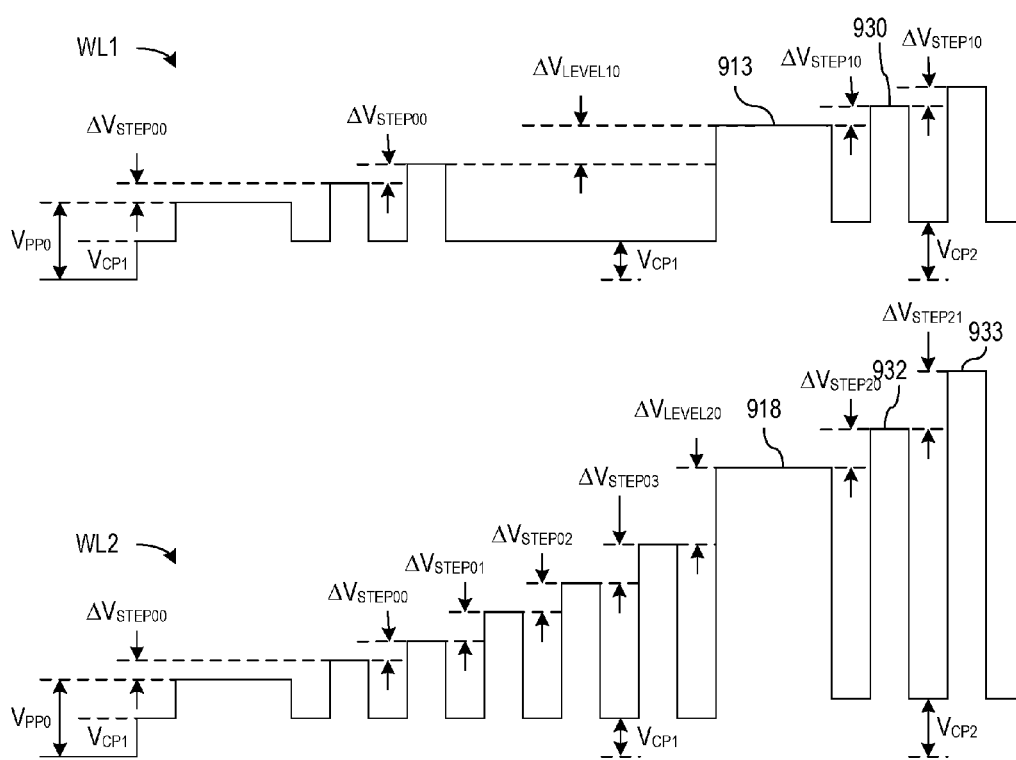 WL1
930
ΔVSTEP10
913
ΔVSTEP10
ΔVLEVEL10
ΔVSTEP00
ΔVSTEP00
VPP0
VCP1
VCP1
VCP2
ΔVSTEP21
933
932
ΔVSTEP20
ΔVLEVEL20
918
ΔVSTEP03
WL2
ΔVSTEP02
ΔVSTEP01
ΔVSTEP00
ΔVSTEP00
VPP0
VCP1
VCP1
VCP2